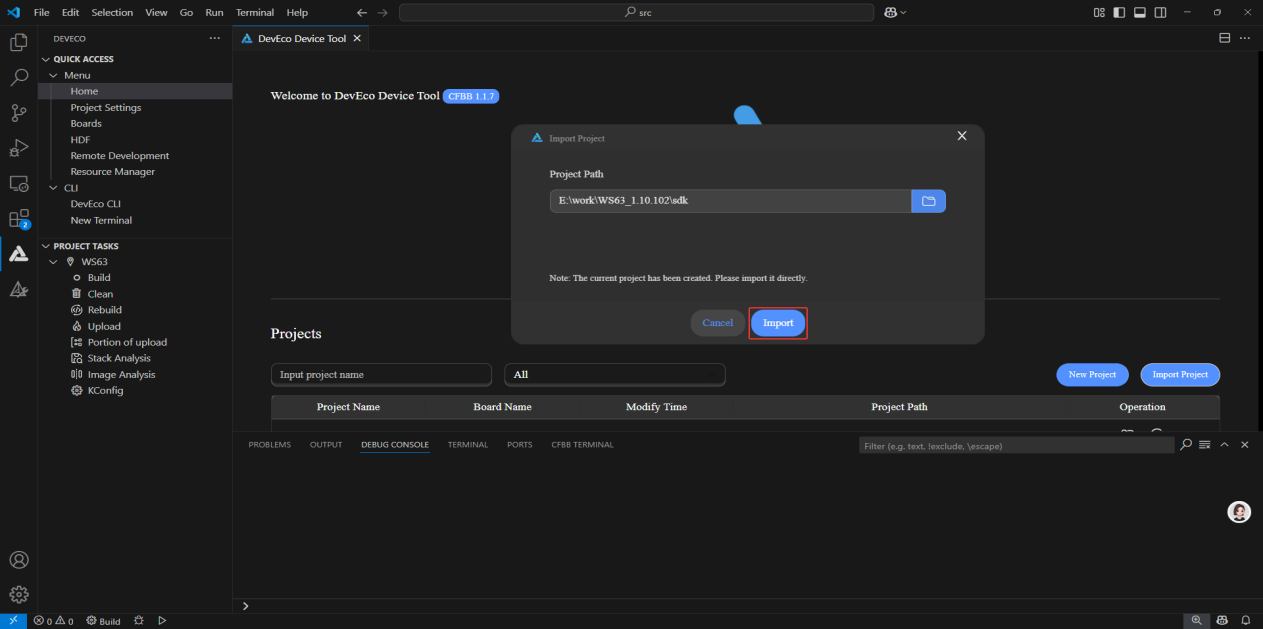 File Edit Selection View Go Run Terminal Help
src
DEVECO
DevEco Device Tool
QUICK ACCESS
Menu
Home
Project Settings
Boards
HDF
Remote Development
Resource Manager
CLI
DevEco CLI
New Terminal
PROJECT TASKS
WS63
Build
Clean
Rebuild
Upload
Portion of upload
Stack Analysis
Image Analysis
KConfig
2
Welcome to DevEco Device Tool CFBB 1.1.7
Import Project
Project Path
E:\work\WS63_1.10.102\sdk
Note: The current project has been created. Please import it directly.
Cancel Import
Projects
Input project name All New Project Import Project
Project Name Board Name Modify Time Project Path Operation
PROBLEMS OUTPUT DEBUG CONSOLE TERMINAL PORTS CFBB TERMINAL
Filter (e.g. text, !exclude, \escape)
0 0 Build